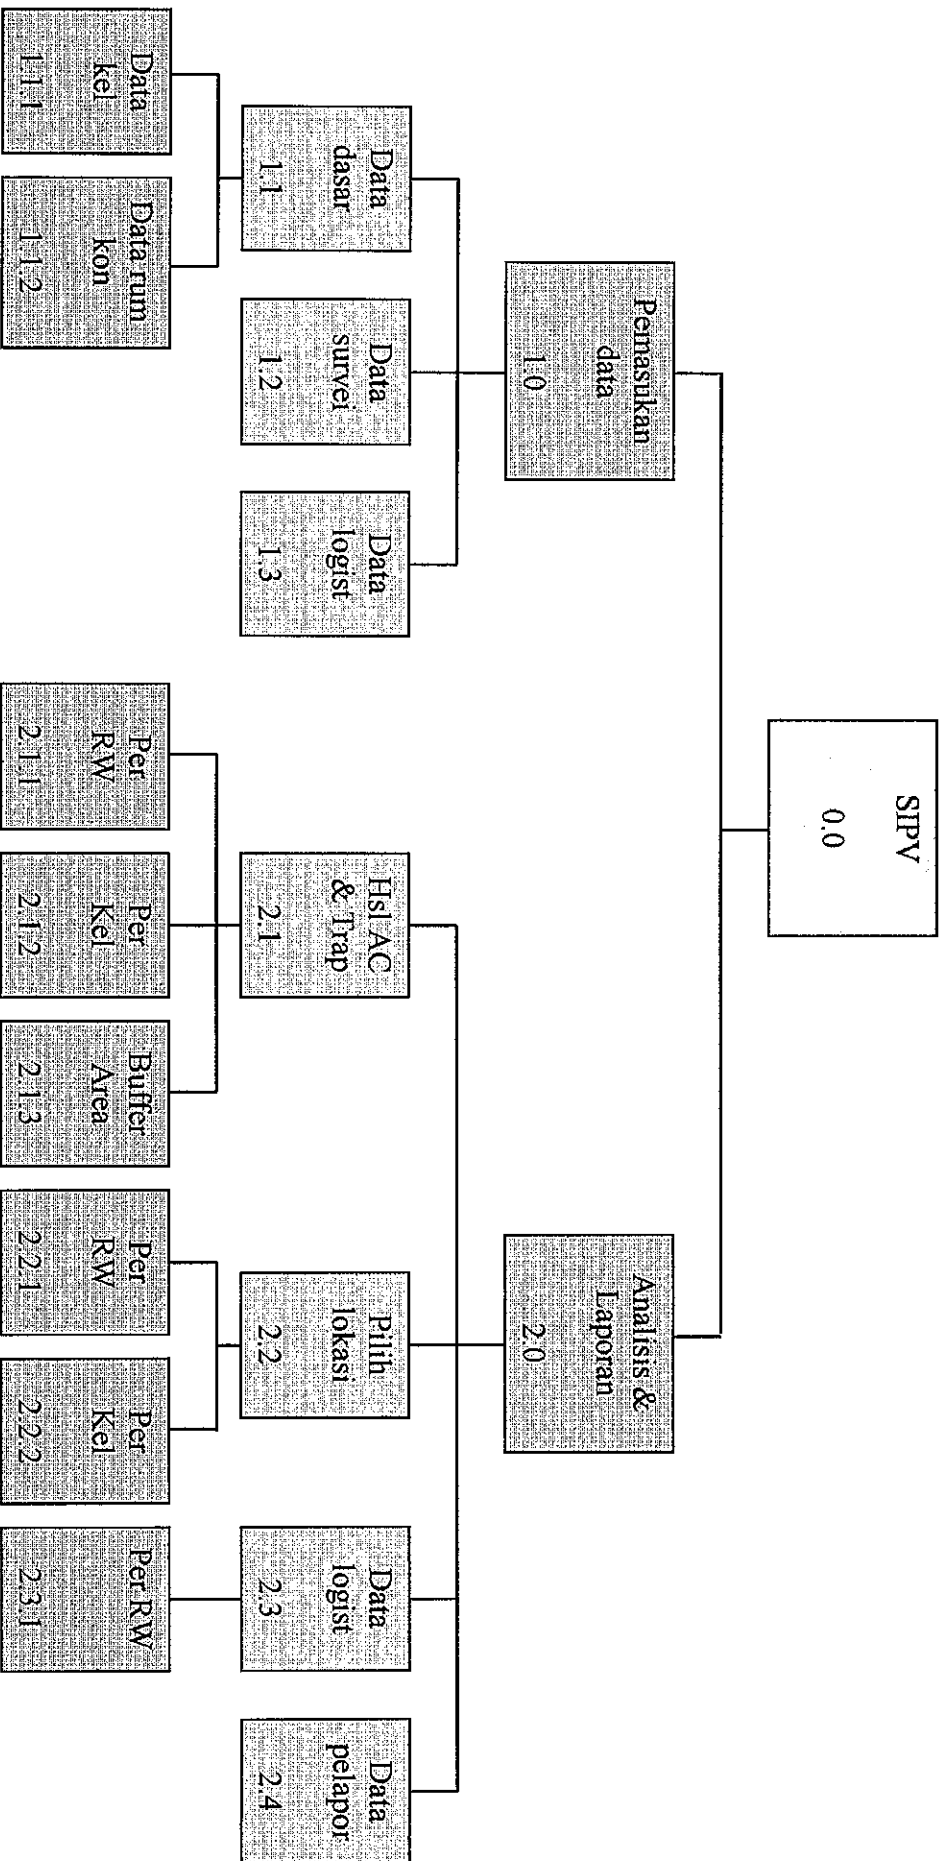 SIPV
0.0
Pemasukan
data
1.0
Analisis &
Laporan
2.0
Data
dasar
1.1
Data
survei
1.2
Data
logist
1.3
Hsl AC
& Trap
2.1
Pilih
lokasi
2.2
Data
logist
2.3
Data
pelapor
2.4
Data
kel
1.1.1
Data rum
kon
1.1.2
Per
RW
2.1.1
Per
Kel
2.1.2
Buffer
Area
2.1.3
Per
RW
2.2.1
Per
Kel
2.2.2
Per RW
2.3.1